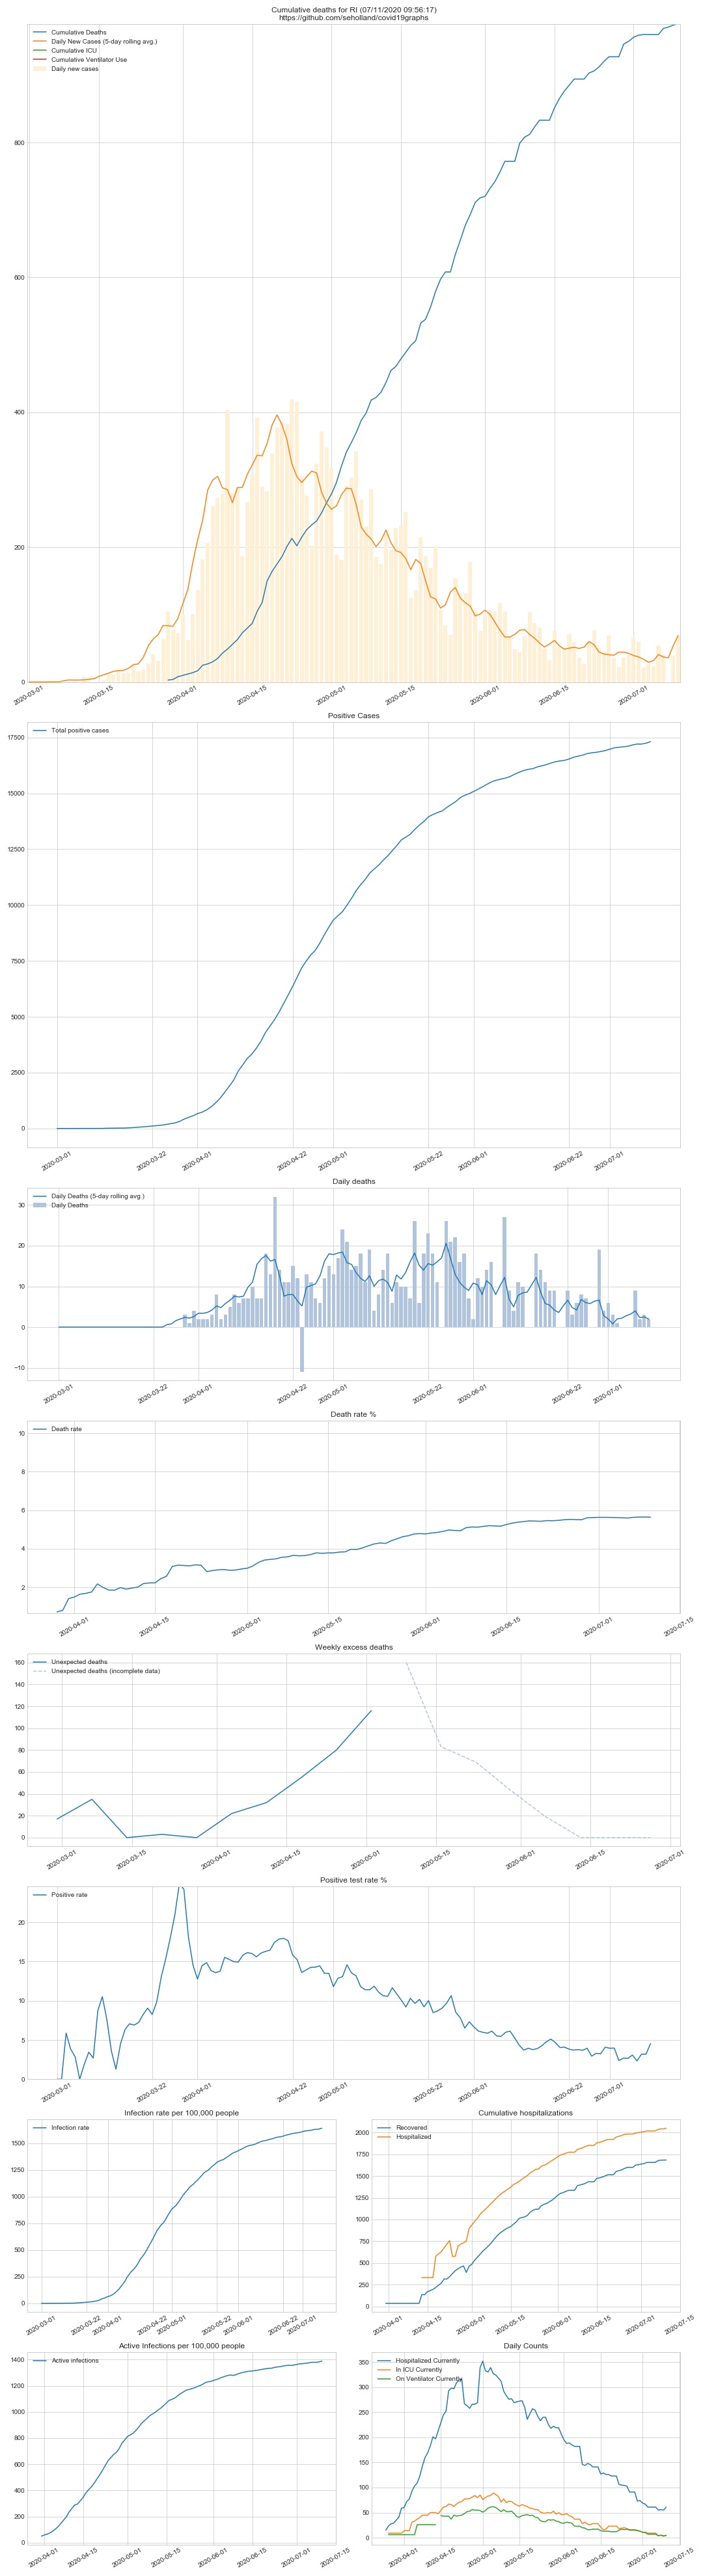 Cumulative deaths for RI (07/11/2020 09:56:17)
https://github.com/seholland/covid19graphs
Cumulative Deaths
Daily New Cases (5-day rolling avg.)
Cumulative ICU
Cumulative Ventilator Use
Daily new cases
800
600
400
200
0
2020-03-01 2020-03-15 2020-04-01 2020-04-15 2020-05-01 2020-05-15 2020-06-01 2020-06-15 2020-07-01
Positive Cases
Total positive cases
17500
15000
12500
10000
7500
5000
2500
0
2020-03-01 2020-03-22 2020-04-01 2020-04-22 2020-05-01 2020-05-22 2020-06-01 2020-06-22 2020-07-01
Daily deaths
Daily Deaths (5-day rolling avg.)
Daily Deaths
30
20
10
0
−10
2020-03-01 2020-03-22 2020-04-01 2020-04-22 2020-05-01 2020-05-22 2020-06-01 2020-06-22 2020-07-01
Death rate %
Death rate
10
8
6
4
2
2020-04-01 2020-04-15 2020-05-01 2020-05-15 2020-06-01 2020-06-15 2020-07-01 2020-07-15
Weekly excess deaths
Unexpected deaths
Unexpected deaths (incomplete data)
160
140
120
100
80
60
40
20
0
2020-03-01 2020-03-15 2020-04-01 2020-04-15 2020-05-01 2020-05-15 2020-06-01 2020-06-15 2020-07-01
Positive test rate %
Positive rate
20
15
10
5
0
2020-03-01 2020-03-22 2020-04-01 2020-04-22 2020-05-01 2020-05-22 2020-06-01 2020-06-22 2020-07-01
Infection rate per 100,000 people
Infection rate
1500
1250
1000
750
500
250
0
2020-03-01 2020-03-22 2020-04-01 2020-04-22 2020-05-01 2020-05-22 2020-06-01 2020-06-22 2020-07-01
Cumulative hospitalizations
Recovered
Hospitalized
2000
1750
1500
1250
1000
750
500
250
0
2020-04-01 2020-04-15 2020-05-01 2020-05-15 2020-06-01 2020-06-15 2020-07-01 2020-07-15
Active Infections per 100,000 people
Active infections
1400
1200
1000
800
600
400
200
0
2020-04-01 2020-04-15 2020-05-01 2020-05-15 2020-06-01 2020-06-15 2020-07-01 2020-07-15
Daily Counts
Hospitalized Currently
In ICU Currently
On Ventilator Currently
350
300
250
200
150
100
50
0
2020-04-01 2020-04-15 2020-05-01 2020-05-15 2020-06-01 2020-06-15 2020-07-01 2020-07-15